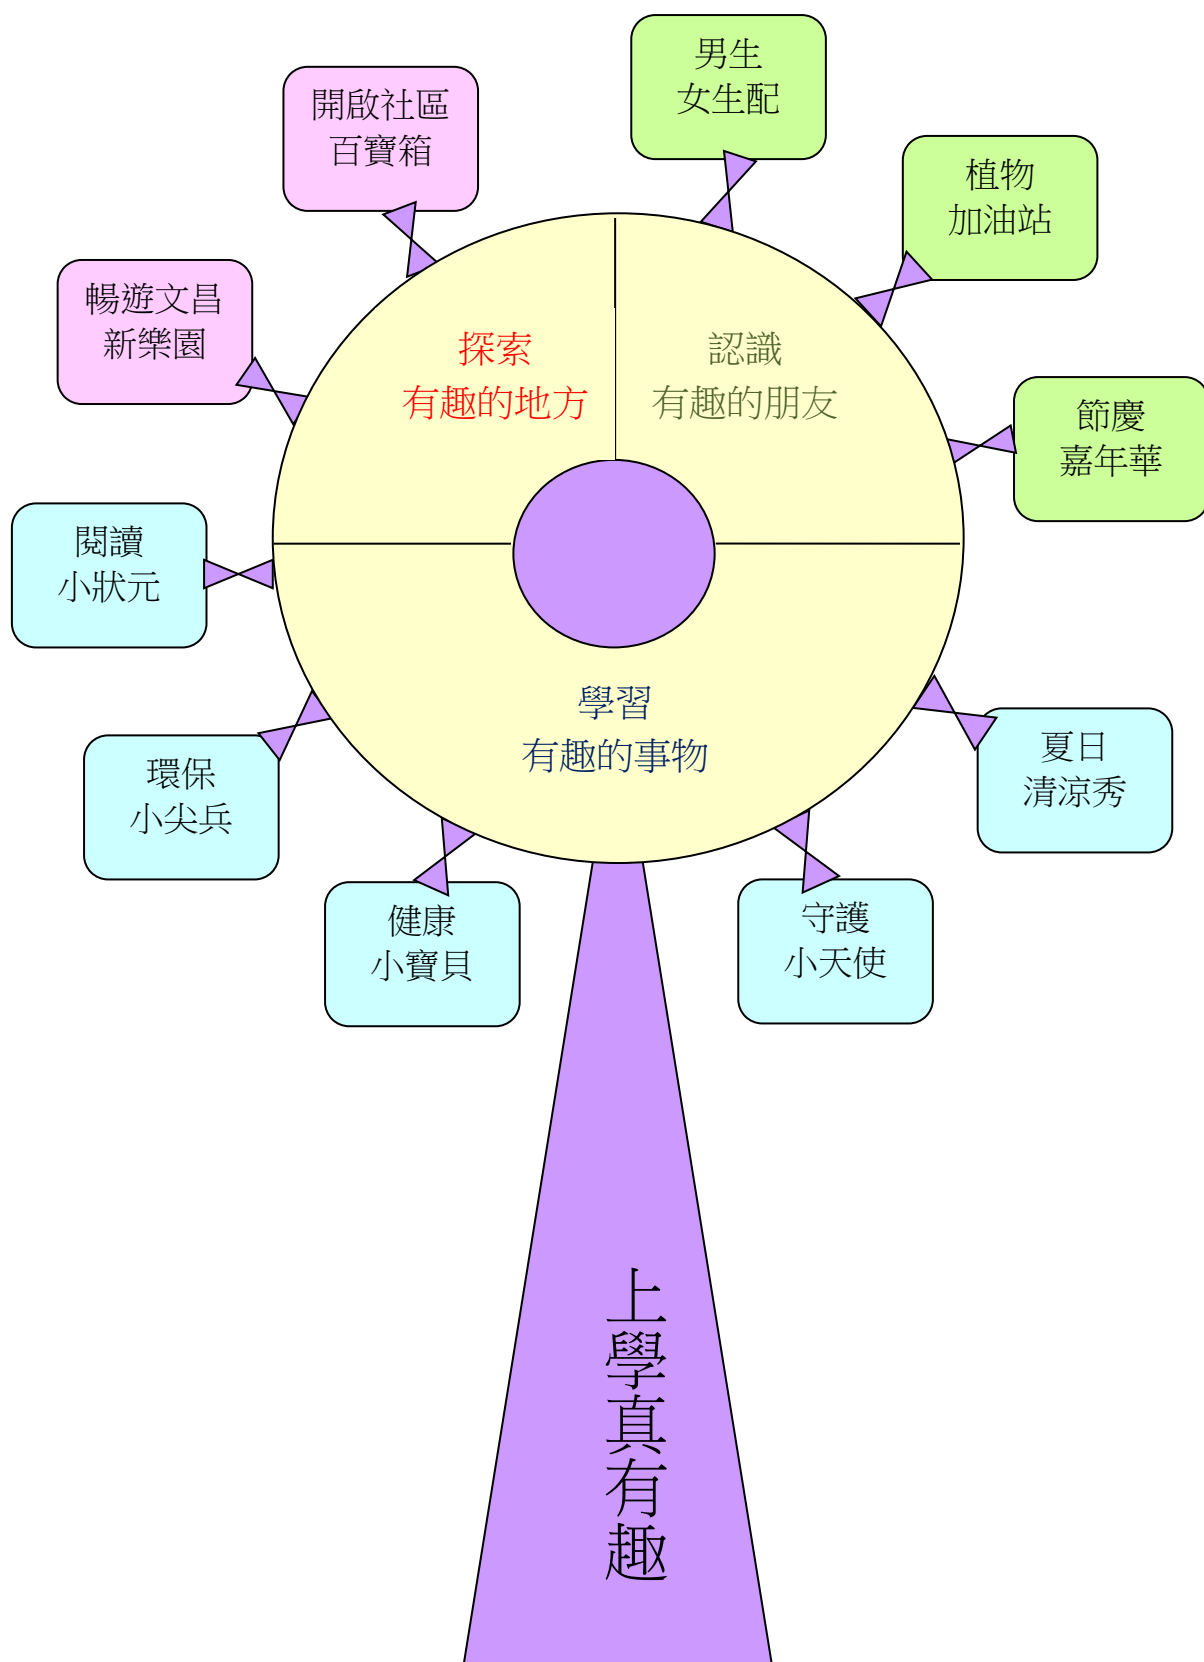 男生
女生配
開啟社區
百寶箱
植物
加油站
暢遊文昌
新樂園
探索
有趣的地方
認識
有趣的朋友
節慶
嘉年華
閱讀
小狀元
學習
有趣的事物
環保
小尖兵
夏日
清涼秀
健康
小寶貝
守護
小天使
上學真有趣